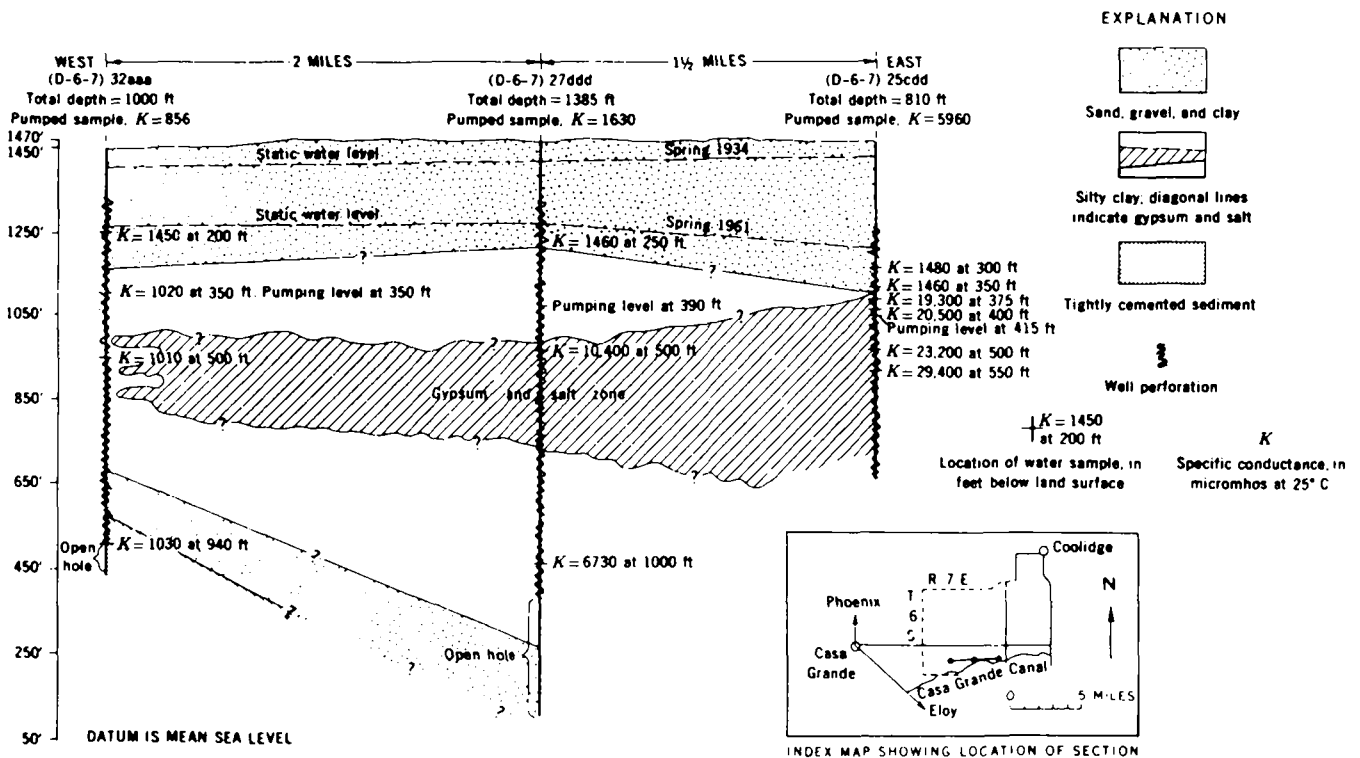 WEST
2 MILES
1½ MILES
EAST
(D-6-7) 32aaa
Total depth = 1000 ft
Pumped sample, K = 856
(D-6-7) 27ddd
Total depth = 1385 ft
Pumped sample, K = 1630
(D-6-7) 25cdd
Total depth = 810 ft
Pumped sample, K = 5960
1470'
1450'
1250'
1050'
850'
650'
450'
250'
50'
Static water level
Spring 1934
Static water level
Spring 1961
K = 1450 at 200 ft
?
K = 1460 at 250 ft
?
K = 1480 at 300 ft
K = 1460 at 350 ft
K = 19,300 at 375 ft
K = 20,500 at 400 ft
Pumping level at 415 ft
K = 23,200 at 500 ft
K = 29,400 at 550 ft
K = 1020 at 350 ft. Pumping level at 350 ft
Pumping level at 390 ft
?
?
?
?
K = 1010 at 500 ft
?
K = 10,400 at 500 ft
Gypsum and salt zone
?
?
?
?
K = 1030 at 940 ft
Open hole
?
?
K = 6730 at 1000 ft
Open hole
?
?
DATUM IS MEAN SEA LEVEL
EXPLANATION
Sand, gravel, and clay
Silty clay, diagonal lines
indicate gypsum and salt
Tightly cemented sediment
Well perforation
K = 1450
at 200 ft
Location of water sample, in
feet below land surface
K
Specific conductance, in
micromhos at 25° C
Coolidge
R 7 E
T
6
S
N
Phoenix
Casa
Grande
Casa Grande Canal
Eloy
0 5 MILES
INDEX MAP SHOWING LOCATION OF SECTION